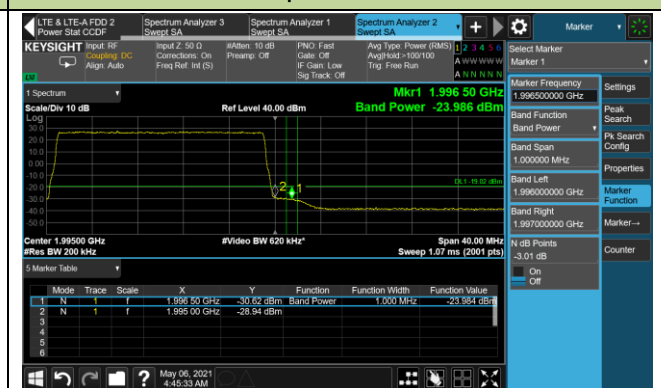 LTE & LTE-A FDD 2
Power Stat CCDF
Spectrum Analyzer 3
Swept SA
Spectrum Analyzer 1
Swept SA
Spectrum Analyzer 2
Swept SA
Marker
KEYSIGHT
Input: RF
Coupling: DC
Align: Auto
Input Z: 50 Ω
Corrections: On
Freq Ref: Int (S)
#Atten: 10 dB
Preamp: Off
PNO: Fast
Gate: Off
IF Gain: Low
Sig Track: Off
Avg Type: Power (RMS)
Avg|Hold:>100/100
Trig: Free Run
1 2 3 4 5 6
A W W W W W
A N N N N N
1 Spectrum
Scale/Div 10 dB
Log
Ref Level 40.00 dBm
Mkr1 1.996 50 GHz
Band Power -23.986 dBm
30.0
20.0
10.0
0.00
-10.0
-20.0
-30.0
-40.0
-50.0
2
1
DL1 -19.02 dBm
Center 1.99500 GHz
#Res BW 200 kHz
#Video BW 620 kHz*
Span 40.00 MHz
Sweep 1.07 ms (2001 pts)
5 Marker Table
Mode Trace Scale X Y Function Function Width Function Value
1 N 1 f 1.996 50 GHz -30.62 dBm Band Power 1.000 MHz -23.984 dBm
2 N 1 f 1.995 00 GHz -28.94 dBm
3
4
5
6
May 06, 2021
4:45:33 AM
Select Marker
Marker 1
Marker Frequency
1.996500000 GHz
Band Function
Band Power
Band Span
1.000000 MHz
Band Left
1.996000000 GHz
Band Right
1.997000000 GHz
N dB Points
-3.01 dB
On
Off
Settings
Peak
Search
Pk Search
Config
Properties
Marker
Function
Marker→
Counter